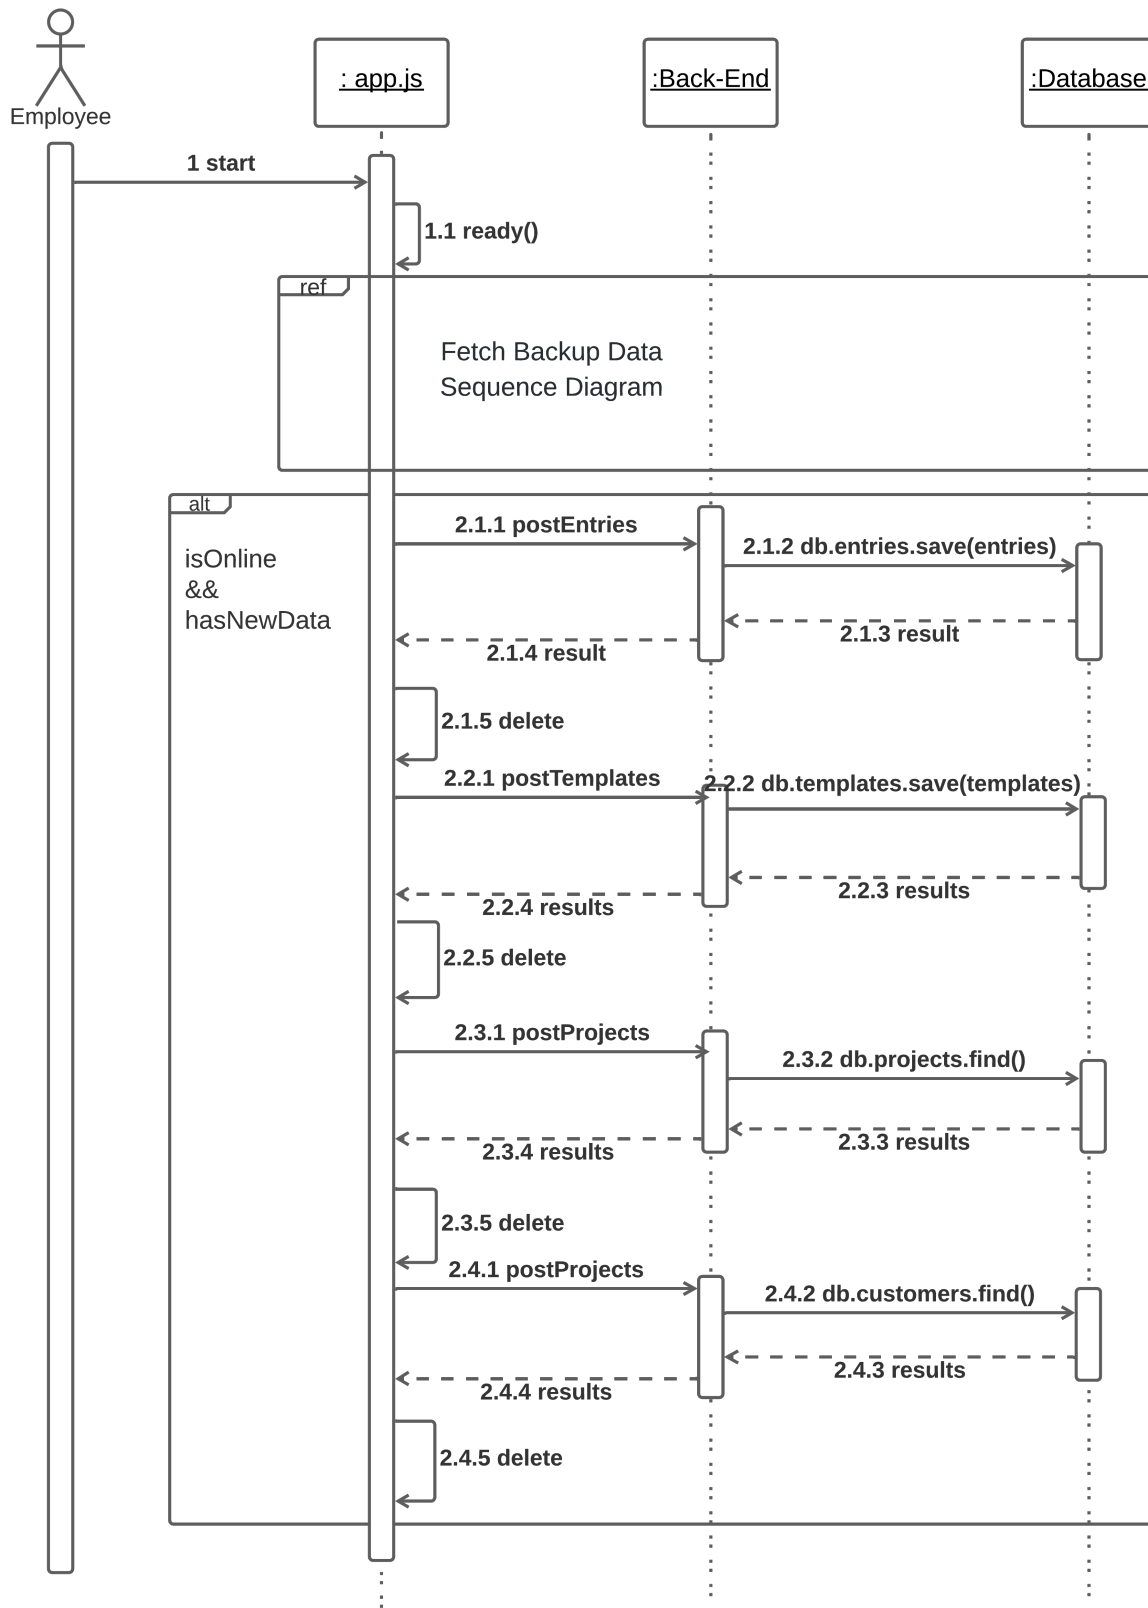 Employee
: app.js
:Back-End
:Database
1 start
1.1 ready()
ref
Fetch Backup Data
Sequence Diagram
alt
isOnline
&&
hasNewData
2.1.1 postEntries
2.1.2 db.entries.save(entries)
2.1.3 result
2.1.4 result
2.1.5 delete
2.2.1 postTemplates
2.2.2 db.templates.save(templates)
2.2.3 results
2.2.4 results
2.2.5 delete
2.3.1 postProjects
2.3.2 db.projects.find()
2.3.3 results
2.3.4 results
2.3.5 delete
2.4.1 postProjects
2.4.2 db.customers.find()
2.4.3 results
2.4.4 results
2.4.5 delete